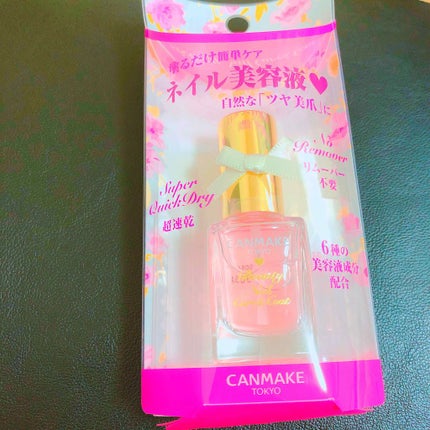 塗るだけ簡単ケア
ネイル美容液♥
自然な「ツヤ美爪」に
No
Remover
リムーバー
不要
Super
Quick Dry
超速乾
CANMAKE
Beauty
6種の
美容液成分
配合
CANMAKE
TOKYO